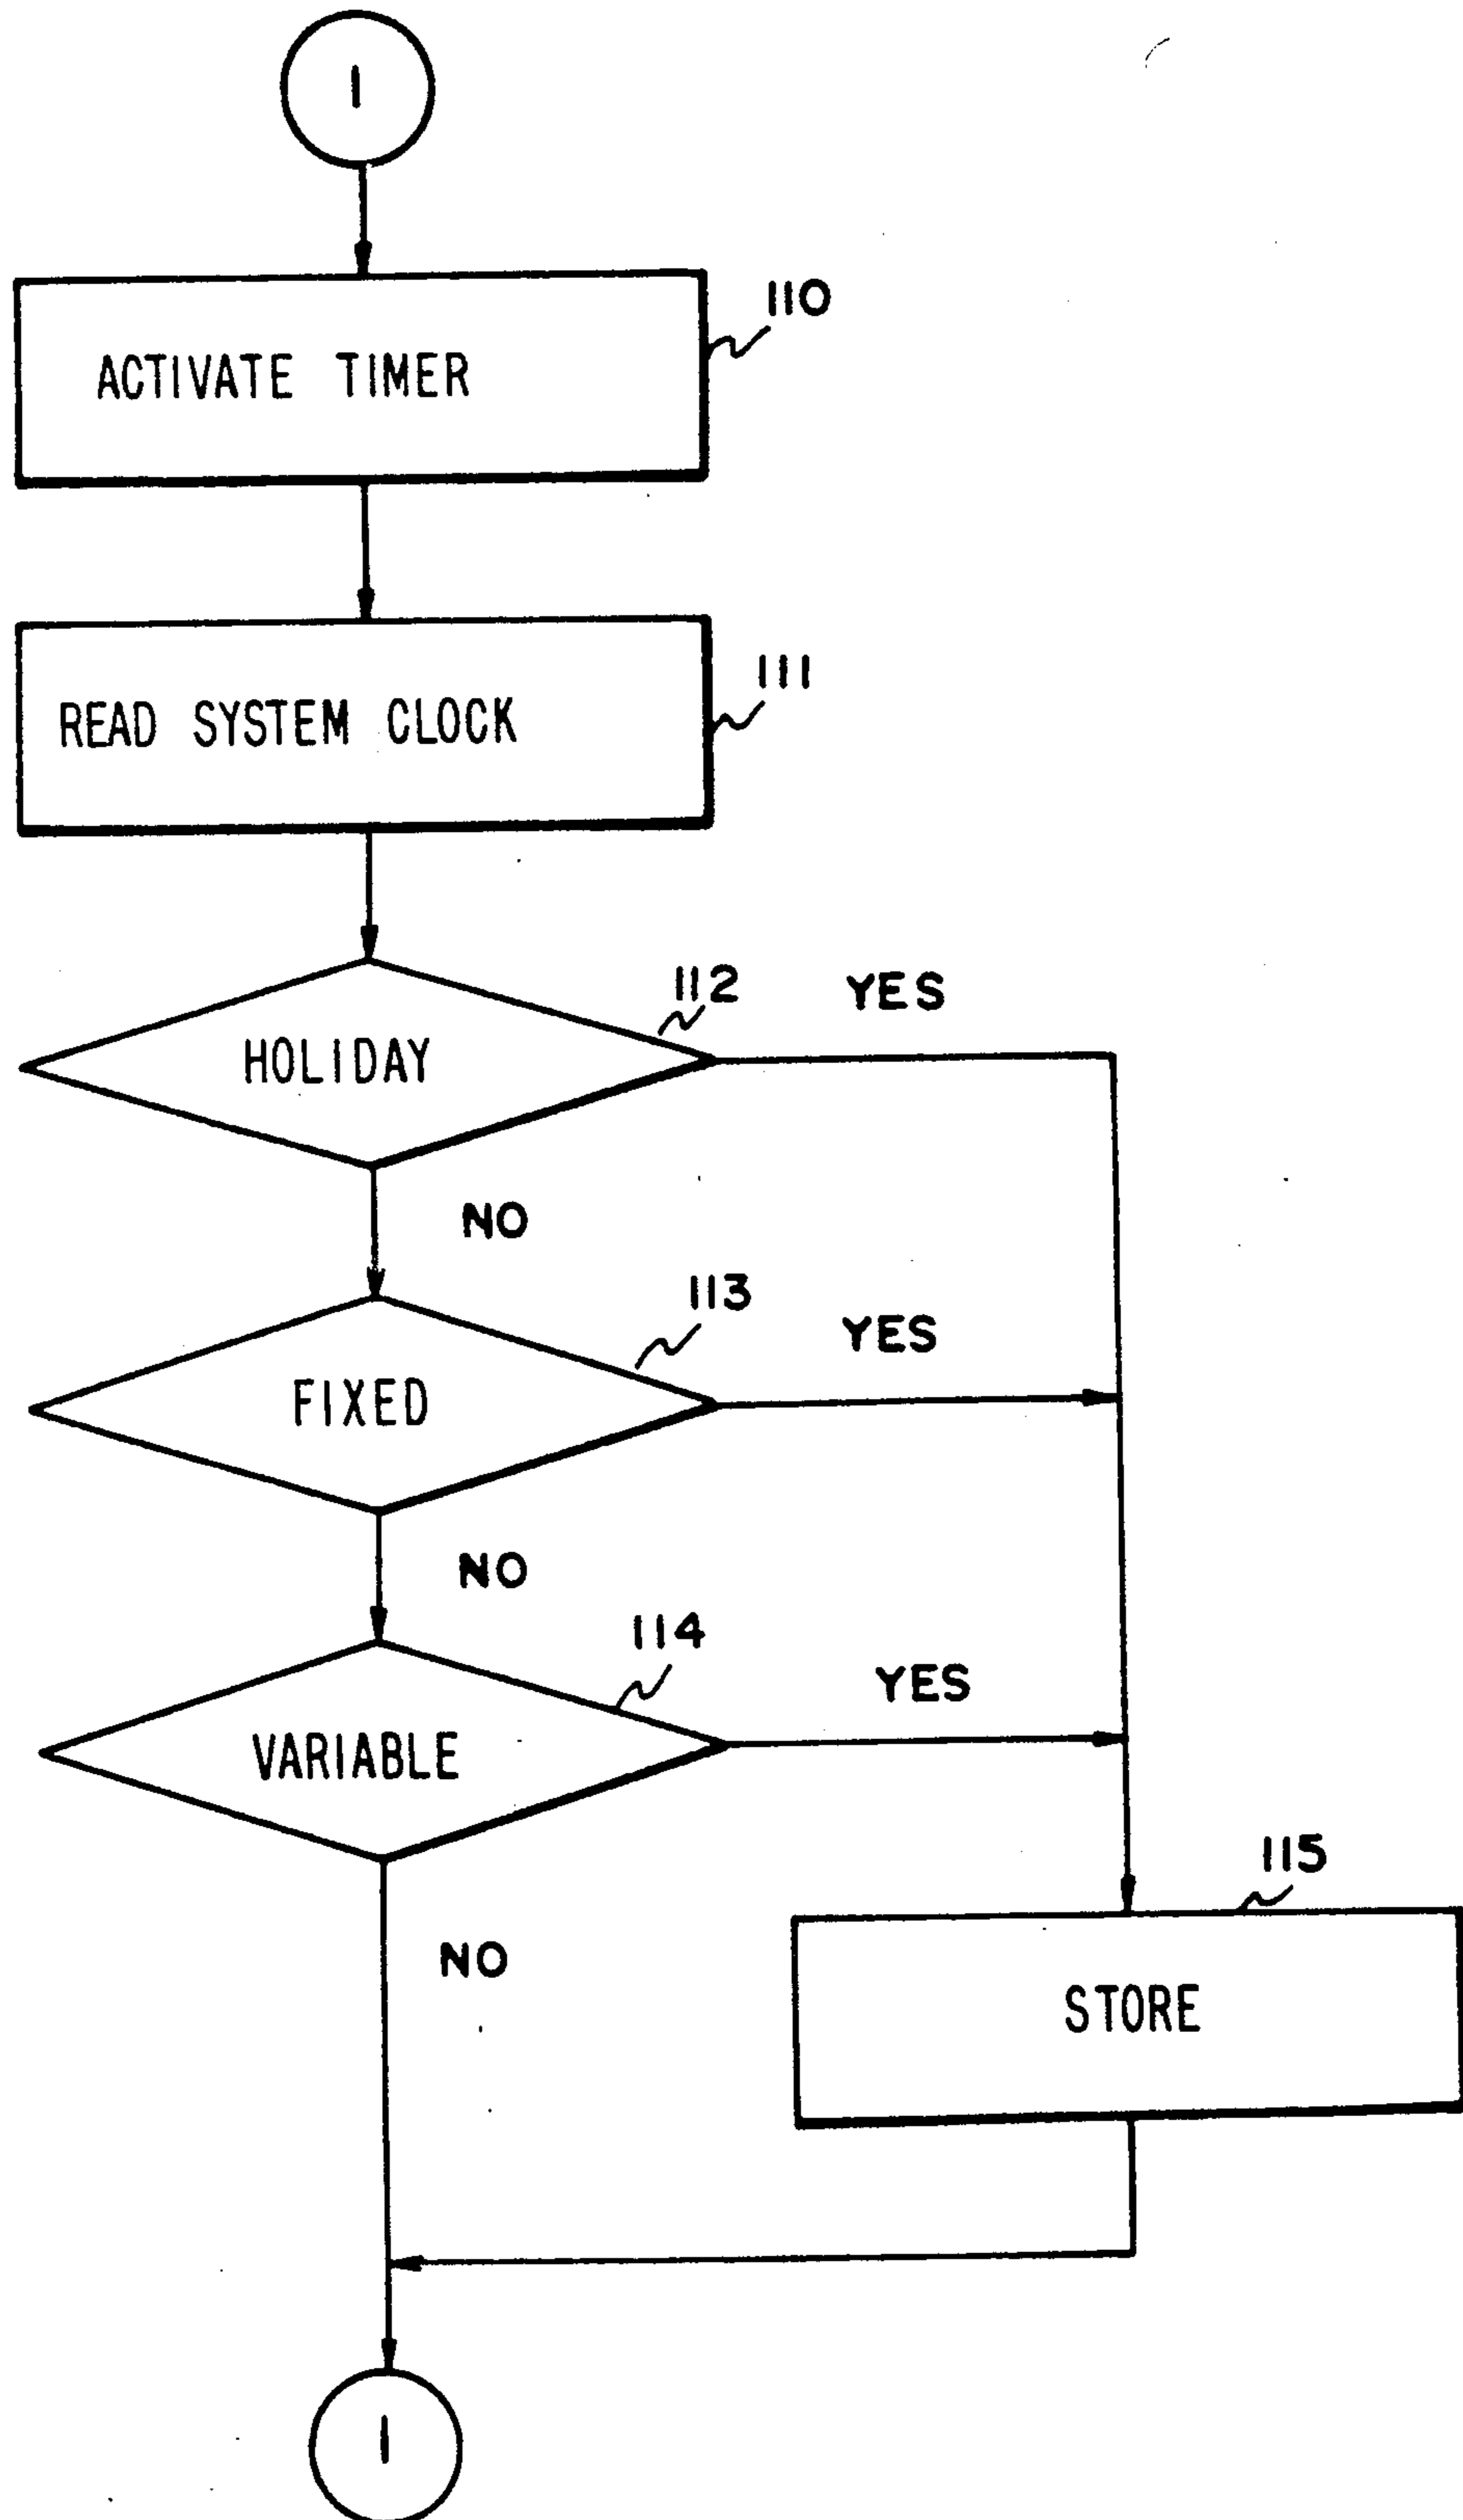 1
110
ACTIVATE TIMER
111
READ SYSTEM CLOCK
112
YES
HOLIDAY
NO
113
YES
FIXED
NO
114
YES
VARIABLE
115
NO
STORE
1